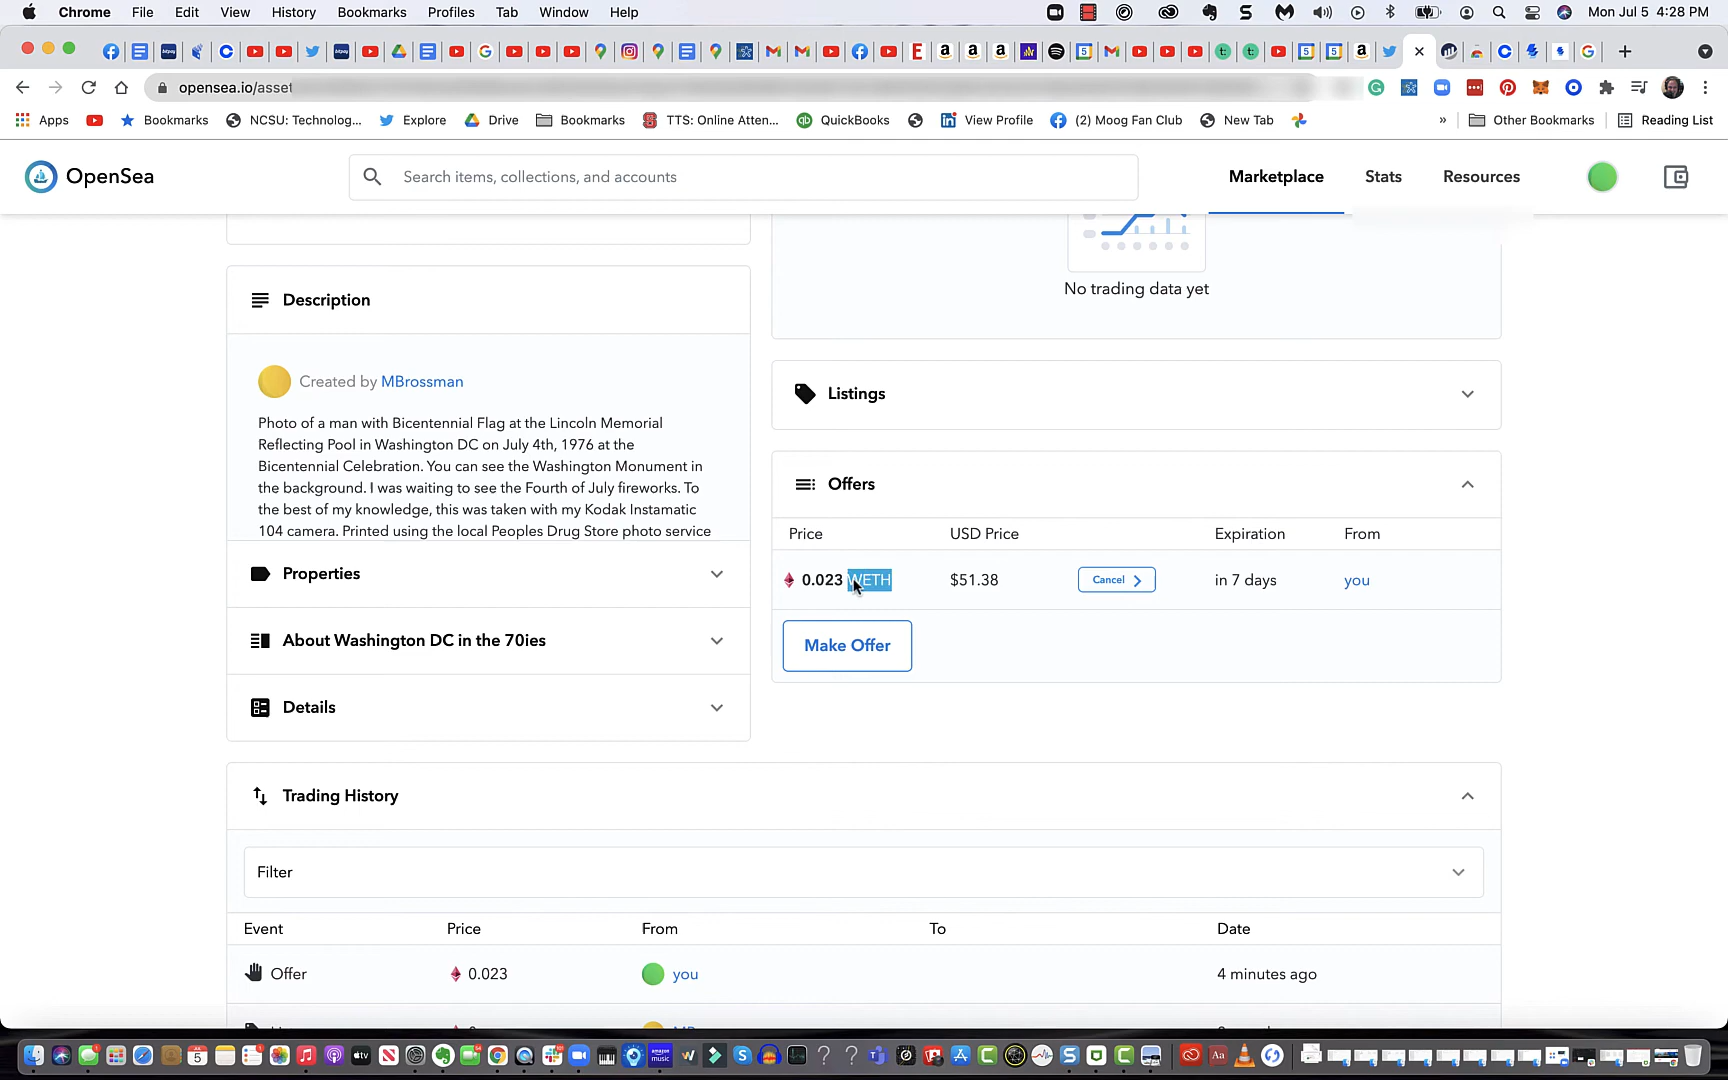 Chrome File Edit View History Bookmarks Profiles Tab Window Help
Mon Jul 5 4:28 PM
opensea.io/asset
Apps Bookmarks NCSU: Technolog... Explore Drive Bookmarks TTS: Online Atten... QuickBooks View Profile (2) Moog Fan Club New Tab » Other Bookmarks Reading List
OpenSea
Search items, collections, and accounts
Marketplace Stats Resources
No trading data yet
Description
Created by MBrossman
Photo of a man with Bicentennial Flag at the Lincoln Memorial
Reflecting Pool in Washington DC on July 4th, 1976 at the
Bicentennial Celebration. You can see the Washington Monument in
the background. I was waiting to see the Fourth of July fireworks. To
the best of my knowledge, this was taken with my Kodak Instamatic
104 camera. Printed using the local Peoples Drug Store photo service
Properties
About Washington DC in the 70ies
Details
Listings
Offers
Price USD Price Expiration From
0.023 WETH $51.38 Cancel in 7 days you
Make Offer
Trading History
Filter
Event Price From To Date
Offer 0.023 you 4 minutes ago